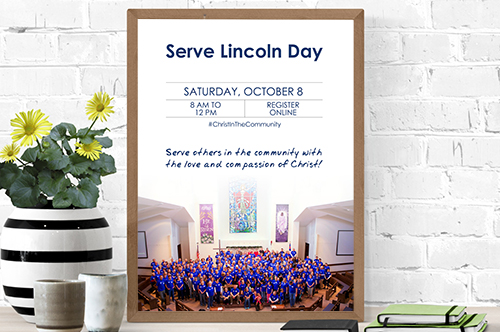 Serve Lincoln Day
SATURDAY, OCTOBER 8
8 AM TO
12 PM
REGISTER
ONLINE
#ChristInTheCommunity
Serve others in the community with
the love and compassion of Christ!